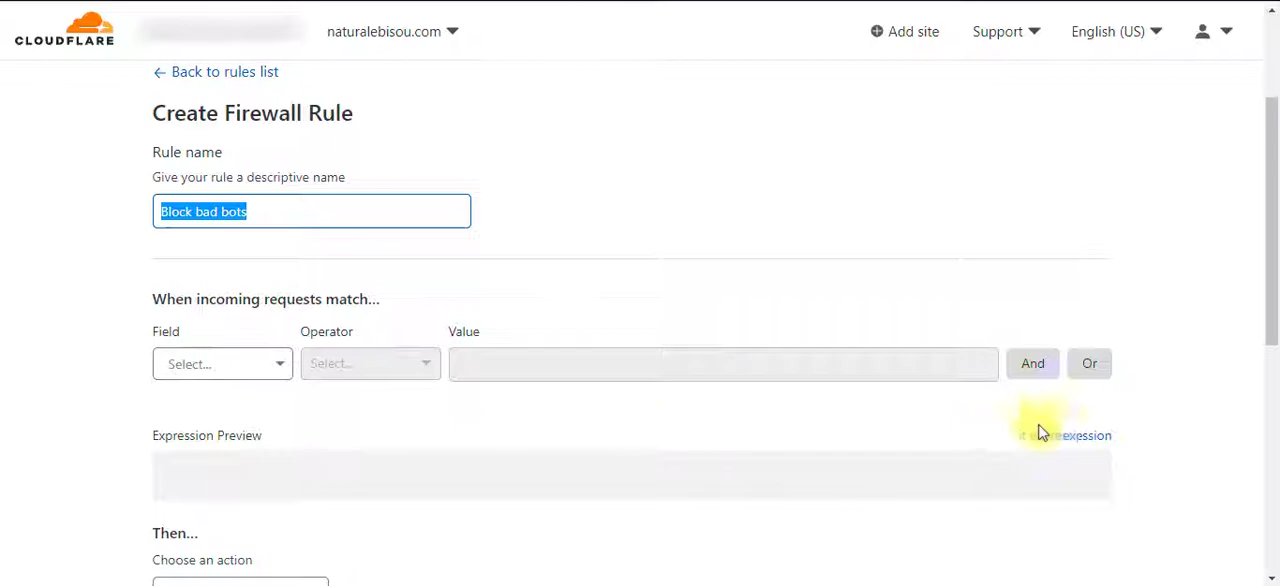 CLOUDFLARE
naturalebisou.com
Add site
Support
English (US)
← Back to rules list
Create Firewall Rule
Rule name
Give your rule a descriptive name
Block bad bots
When incoming requests match...
Field
Operator
Value
Select...
Select...
And
Or
Expression Preview
Then...
Choose an action